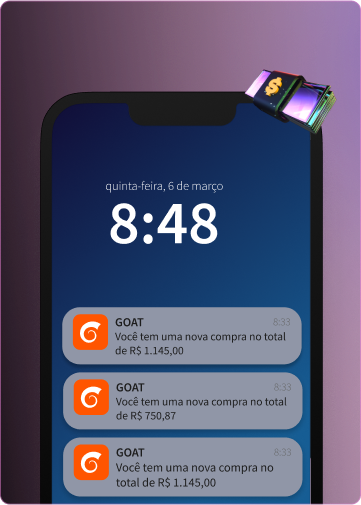 quinta-feira, 6 de março
8:48
GOAT 8:33
Você tem uma nova compra no total
de R$ 1.145,00
GOAT 8:33
Você tem uma nova compra no total
de R$ 750,87
GOAT 8:33
Você tem uma nova compra no
total de R$ 1.145,00